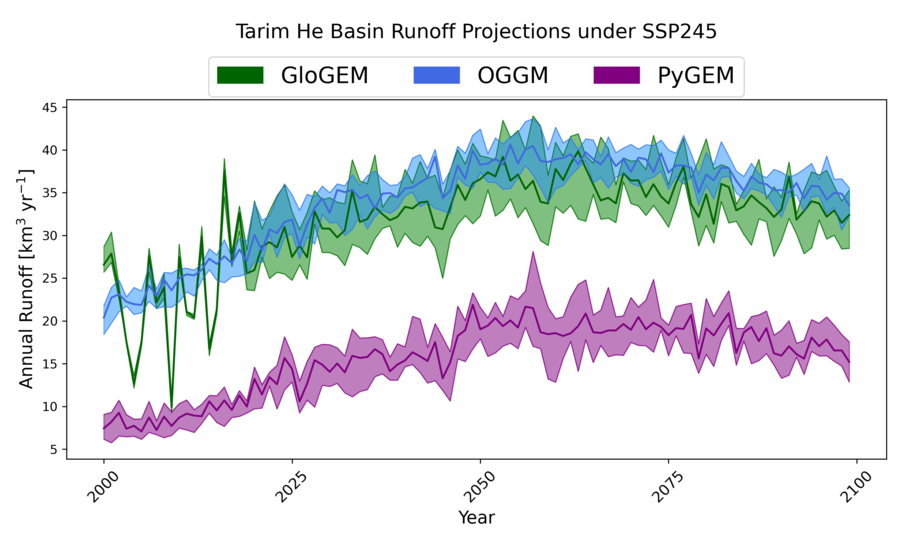 Tarim He Basin Runoff Projections under SSP245
GloGEM OGGM PyGEM
Annual Runoff [km³ yr⁻¹]
45
40
35
30
25
20
15
10
5
2000 2025 2050 2075 2100
Year